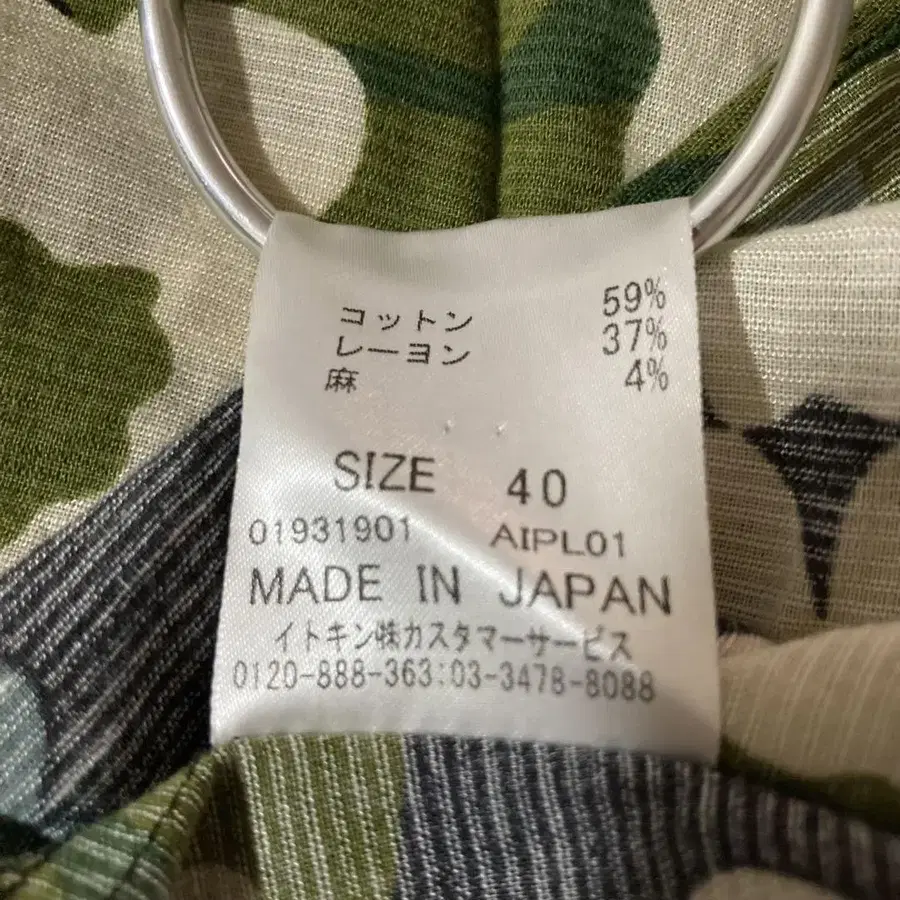 コットン 59%
レーヨン 37%
麻 4%
SIZE 40
01931901 AIPL01
MADE IN JAPAN
イトキン㈱カスタマーサービス
0120-888-363:03-3478-8088